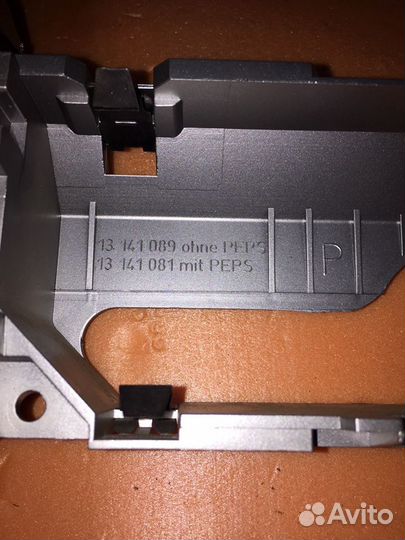 13 141 089 ohne PEPS
13 141 081 mit PEPS
P
Avito